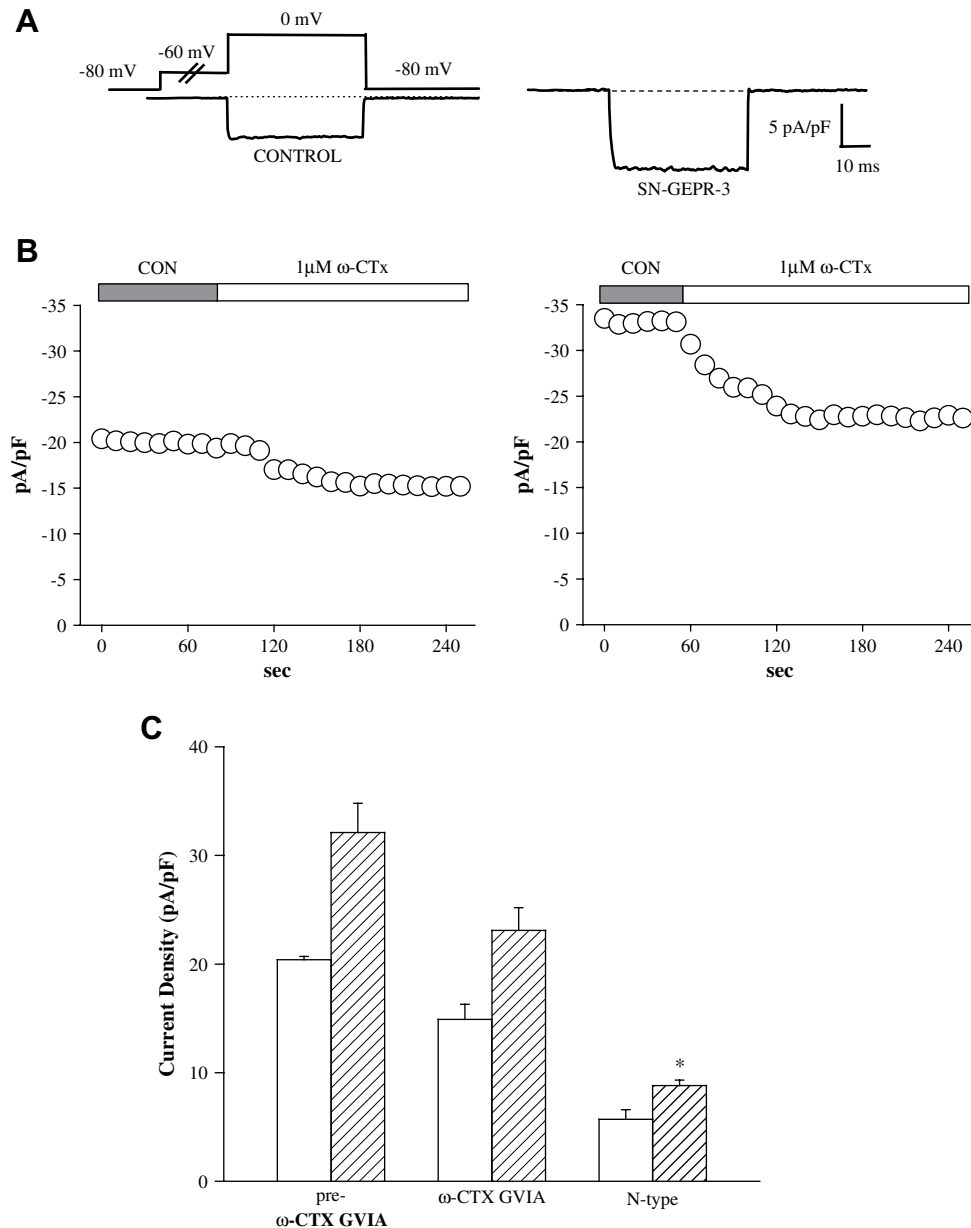 A
0 mV
-60 mV
-80 mV
-80 mV
CONTROL
SN-GEPR-3
5 pA/pF
10 ms
B
CON
1µM ω-CTx
-35
-30
-25
-20
-15
-10
-5
0
pA/pF
0
60
120
180
240
sec
CON
1µM ω-CTx
-35
-30
-25
-20
-15
-10
-5
0
pA/pF
0
60
120
180
240
sec
C
40
30
20
10
0
Current Density (pA/pF)
*
pre-
ω-CTX GVIA
ω-CTX GVIA
N-type